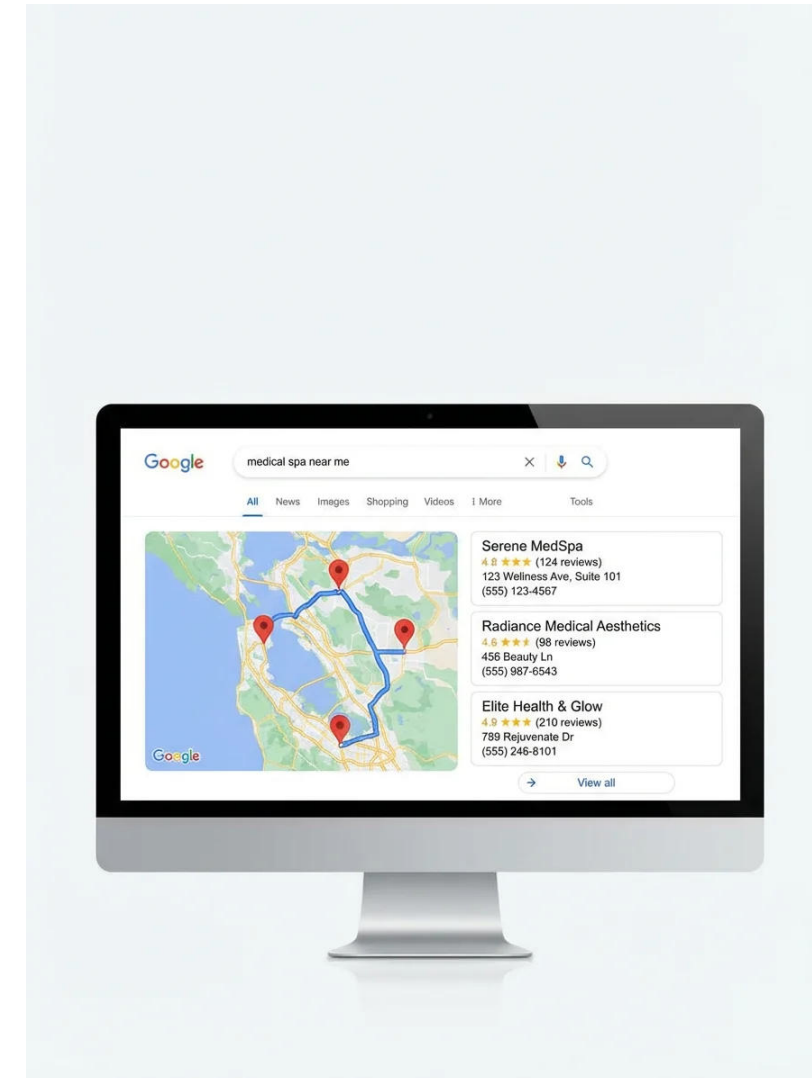 Google
medical spa near me
All News Images Shopping Videos ⁝ More Tools
Google
Serene MedSpa
4.8 ★★★ (124 reviews)
123 Wellness Ave, Suite 101
(555) 123-4567
Radiance Medical Aesthetics
4.6 ★★★ (98 reviews)
456 Beauty Ln
(555) 987-6543
Elite Health & Glow
4.9 ★★★ (210 reviews)
789 Rejuvenate Dr
(555) 246-8101
→ View all